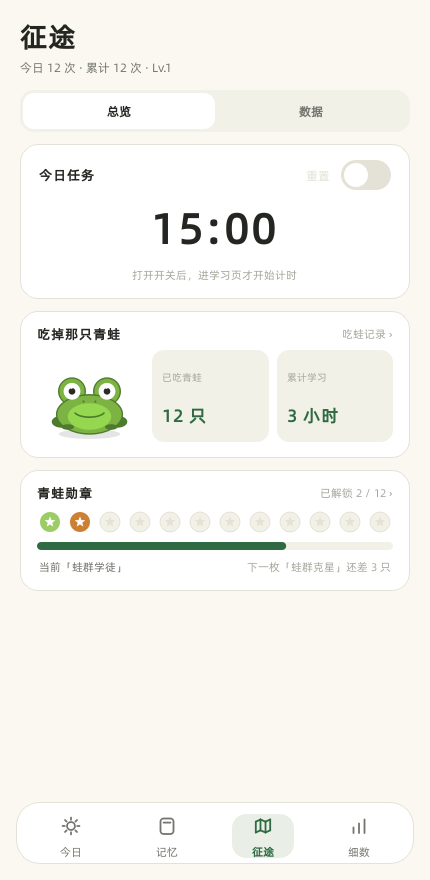 征途
今日 12 次 · 累计 12 次 · Lv.1
总览
数据
今日任务
重置
15:00
打开开关后，进学习页才开始计时
吃掉那只青蛙
吃蛙记录 ›
已吃青蛙
累计学习
12 只
3 小时
青蛙勋章
已解锁 2 / 12 ›
当前「蛙群学徒」
下一枚「蛙群克星」还差 3 只
今日
记忆
征途
细数